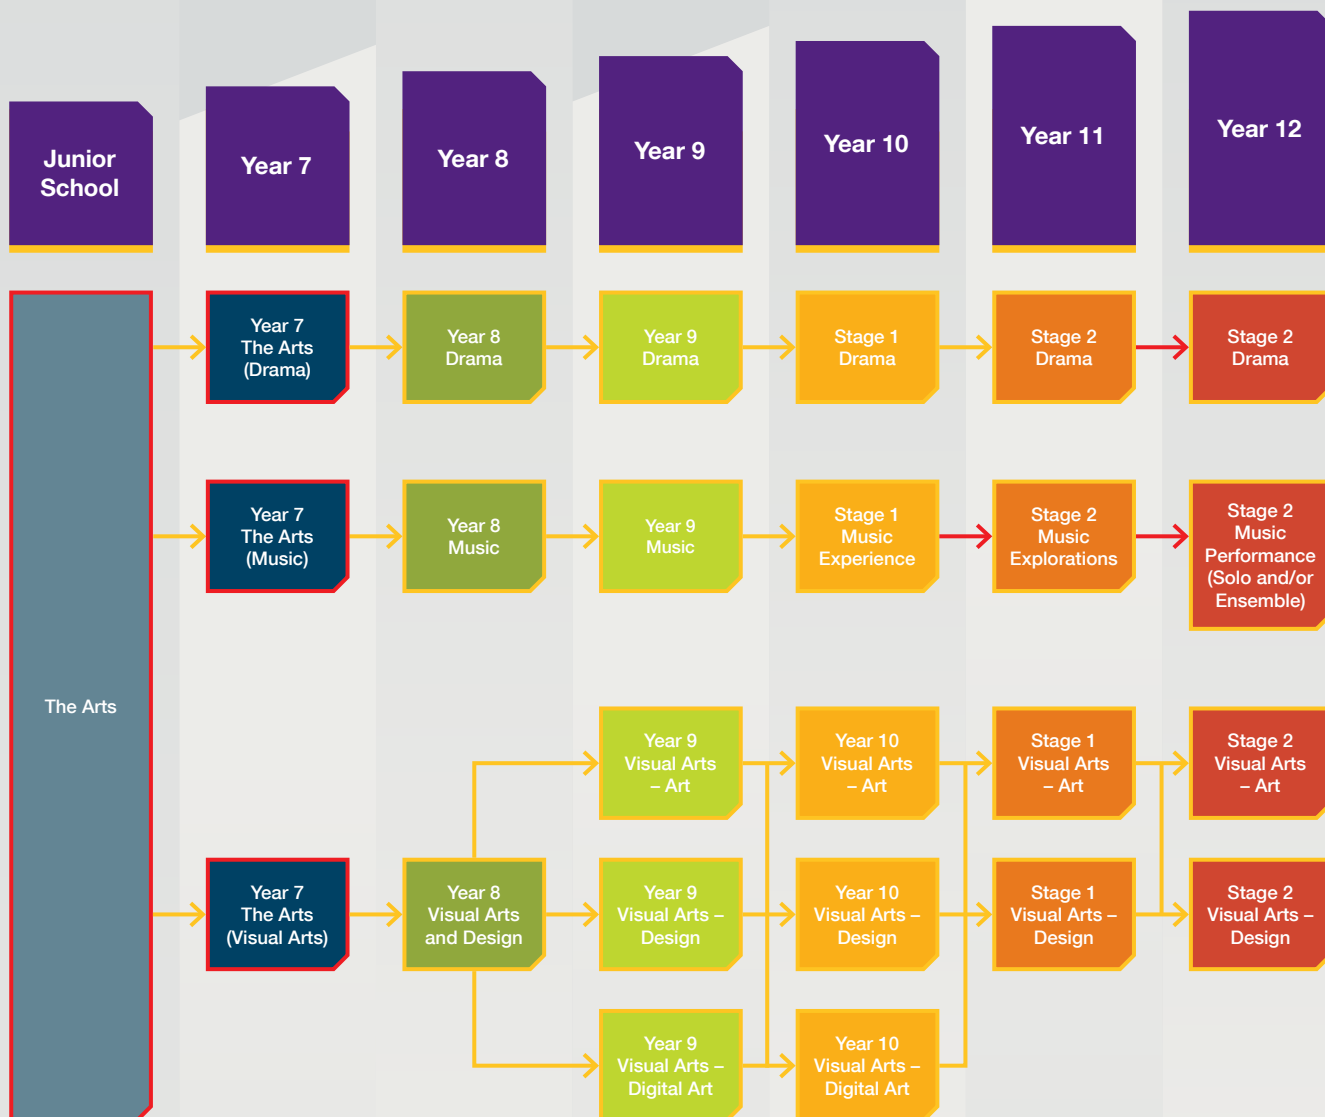 Junior
School
Year 7
Year 8
Year 9
Year 10
Year 11
Year 12
The Arts
Year 7
The Arts
(Drama)
Year 8
Drama
Year 9
Drama
Stage 1
Drama
Stage 2
Drama
Stage 2
Drama
Year 7
The Arts
(Music)
Year 8
Music
Year 9
Music
Stage 1
Music
Experience
Stage 2
Music
Explorations
Stage 2
Music
Performance
(Solo and/or
Ensemble)
Year 9
Visual Arts
– Art
Year 10
Visual Arts
– Art
Stage 1
Visual Arts
– Art
Stage 2
Visual Arts
– Art
Year 7
The Arts
(Visual Arts)
Year 8
Visual Arts
and Design
Year 9
Visual Arts –
Design
Year 10
Visual Arts –
Design
Stage 1
Visual Arts –
Design
Stage 2
Visual Arts –
Design
Year 9
Visual Arts –
Digital Art
Year 10
Visual Arts –
Digital Art